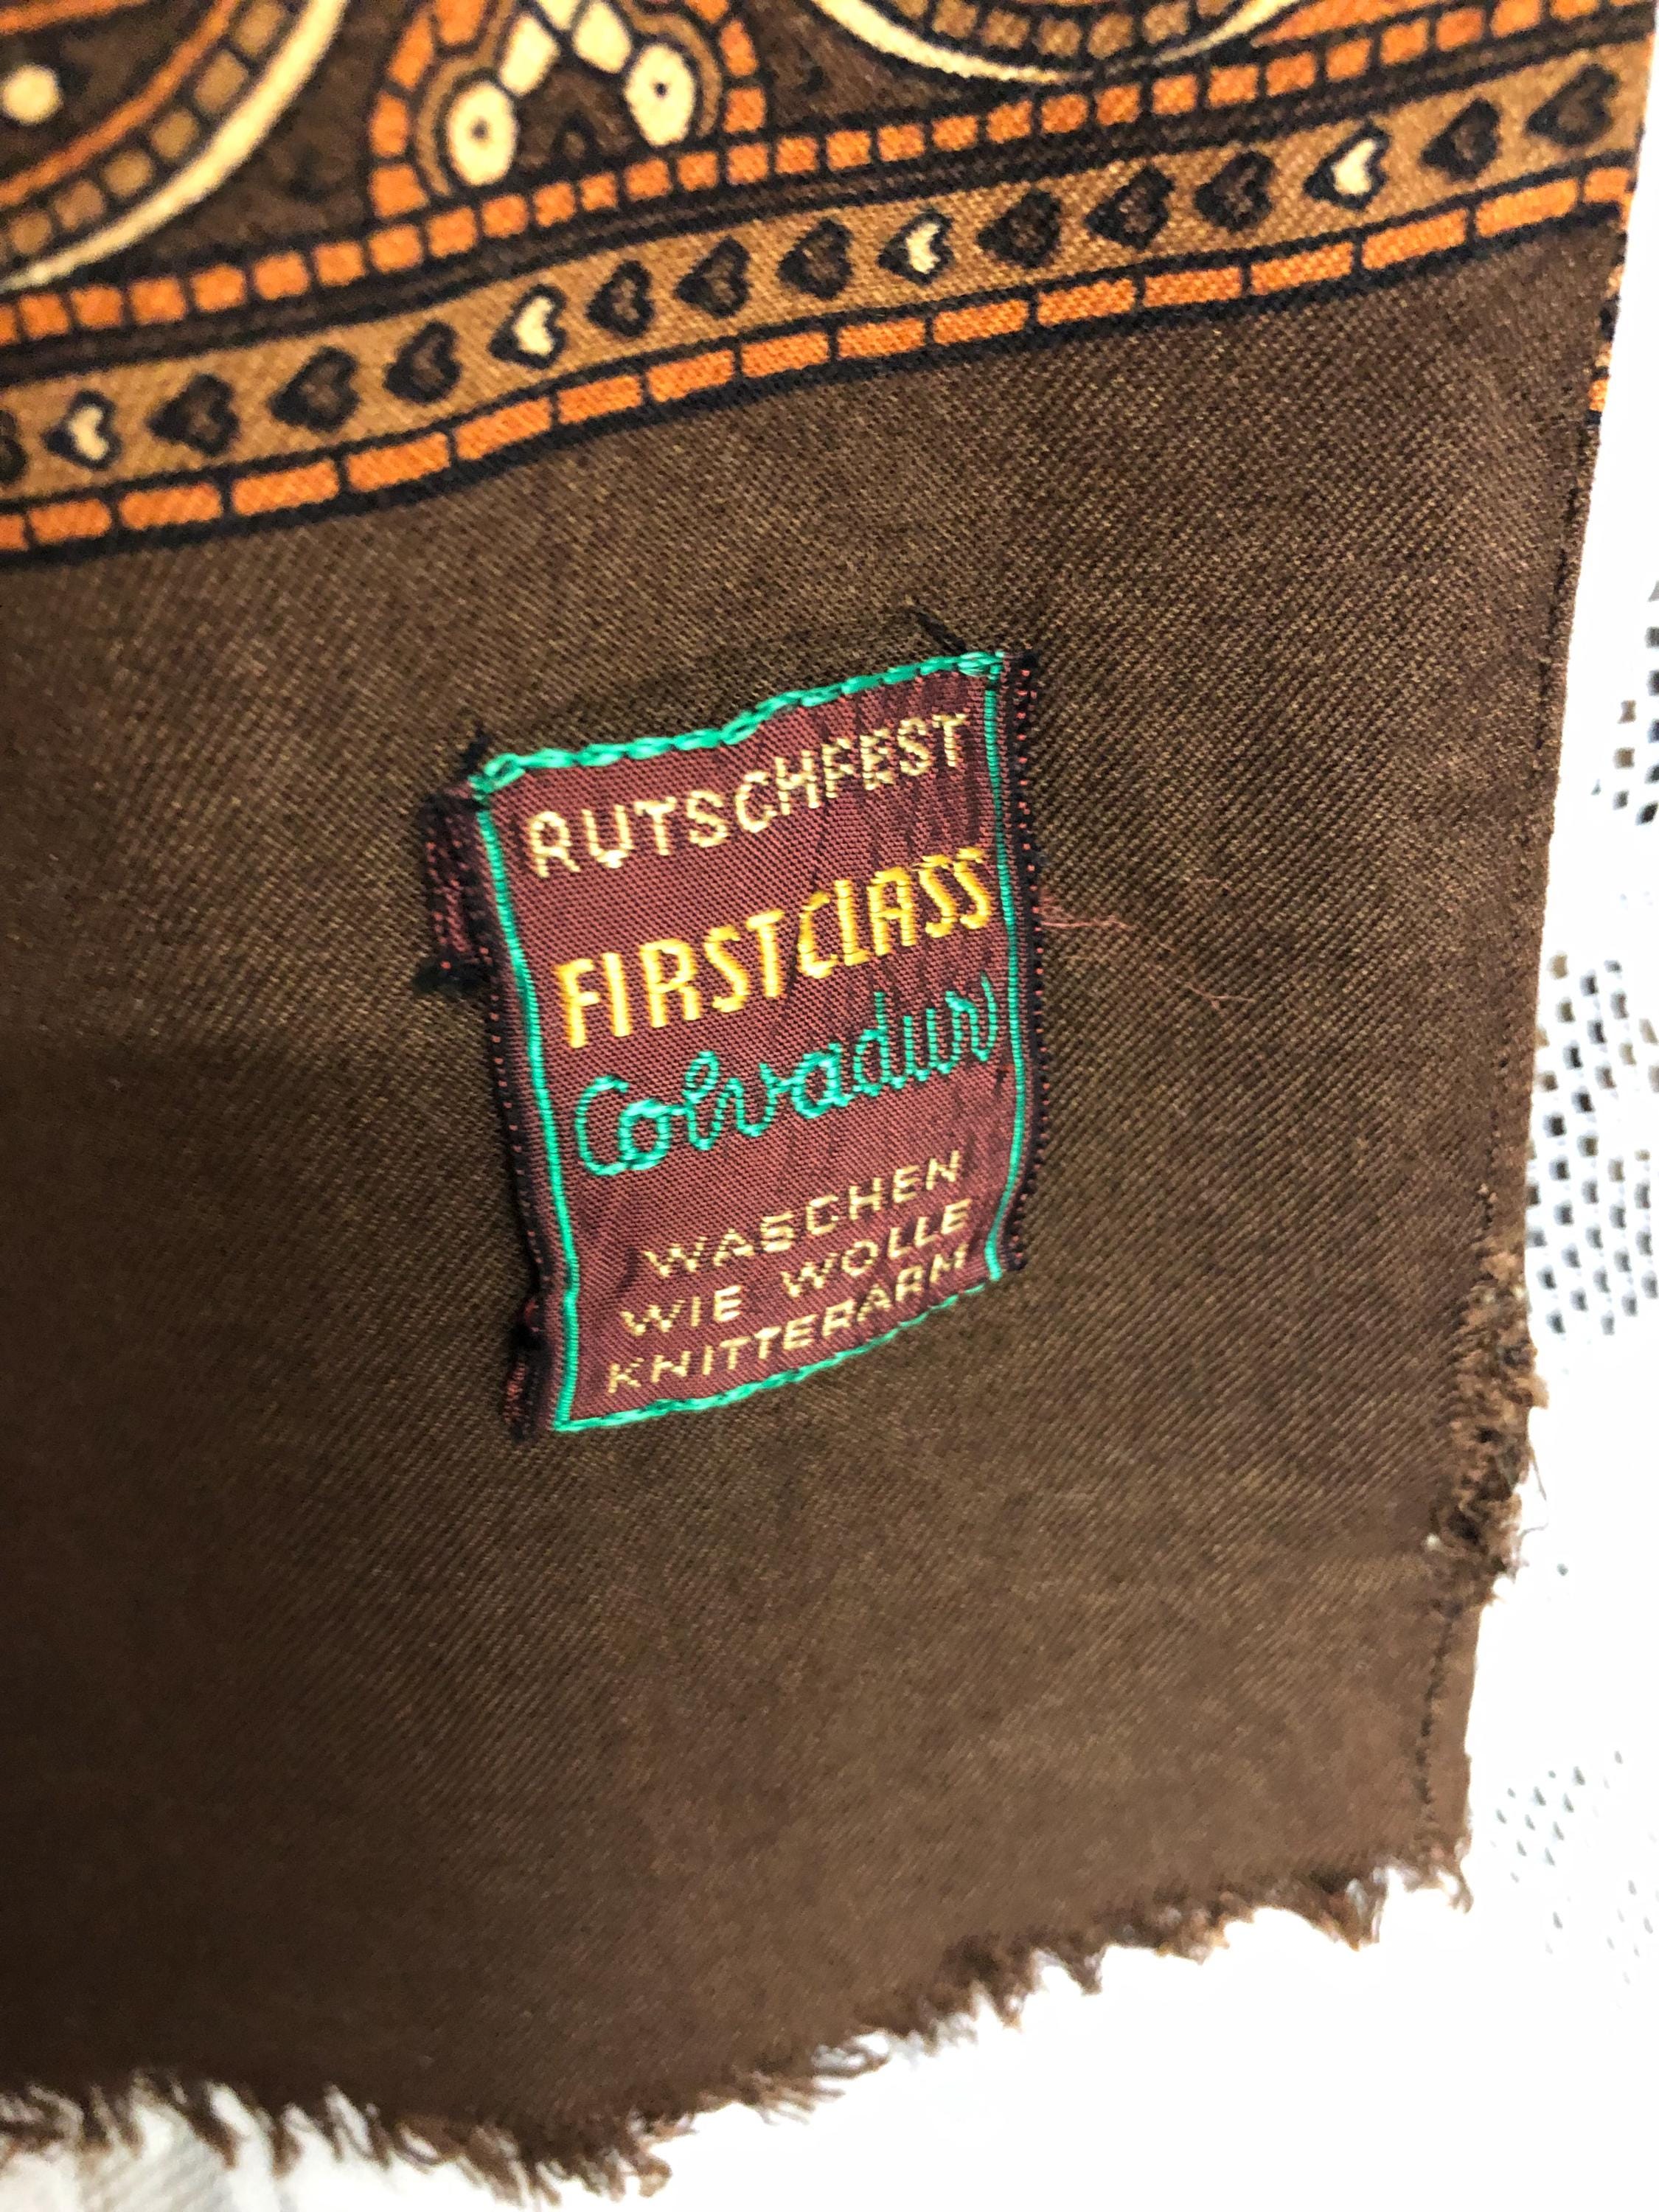 RUTSCHFEST
FIRSTCLASS
Colvadur
WASCHEN
WIE WOLLE
KNITTERARM